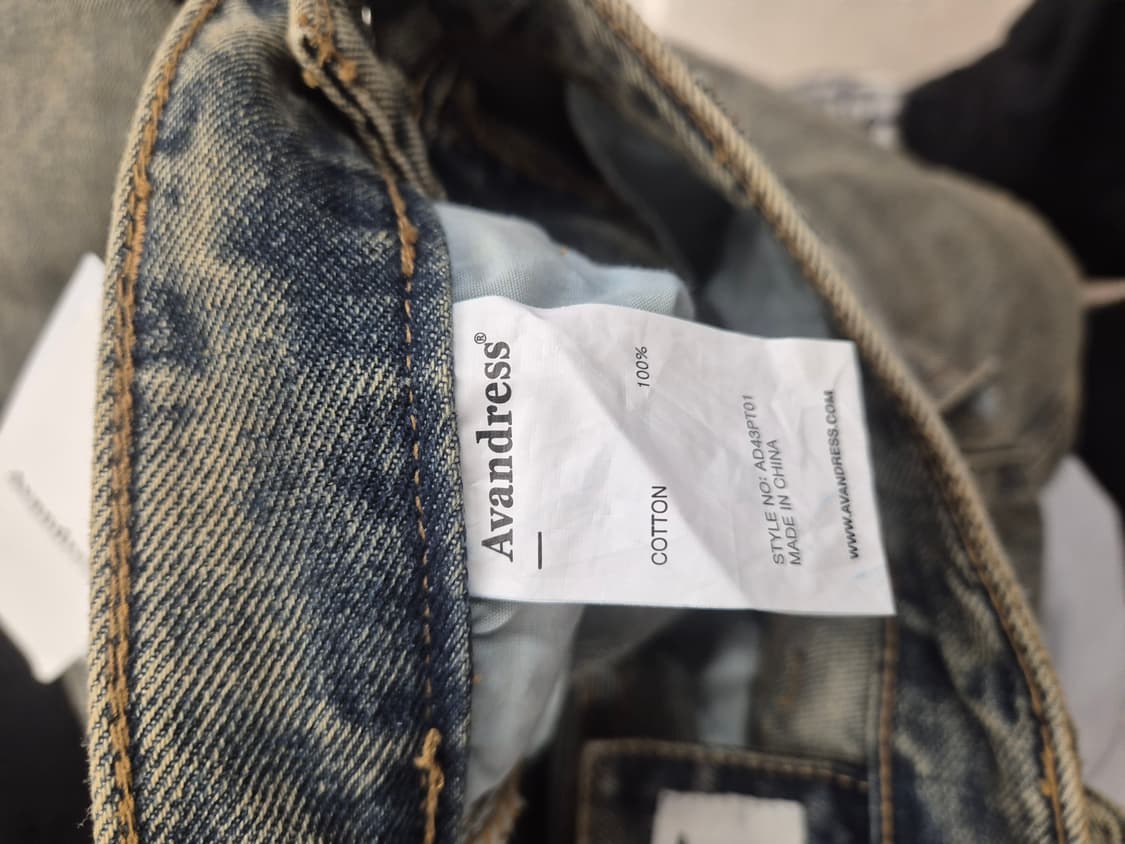 Avandress®
COTTON 100%
STYLE NO: AD43PT01
MADE IN CHINA
WWW.AVANDRESS.COM